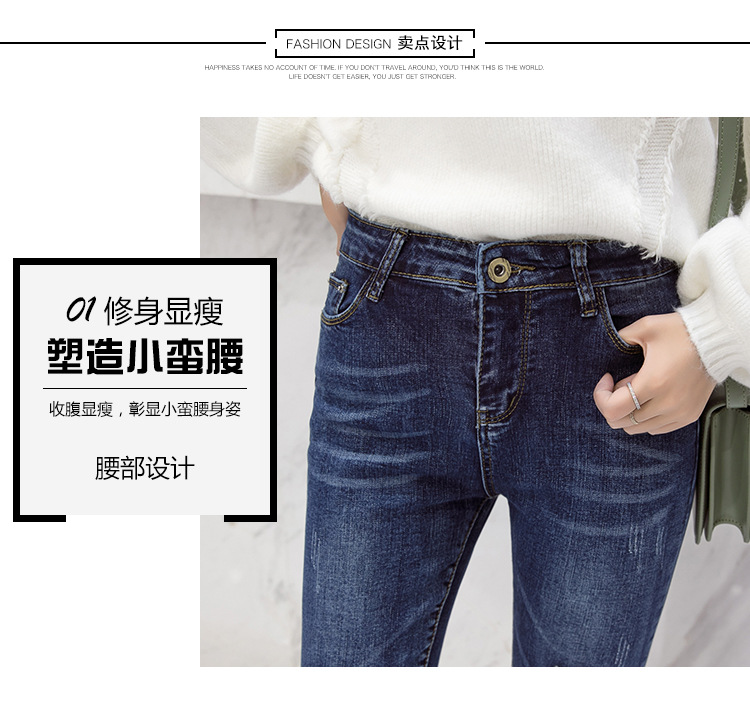 FASHION DESIGN 卖点设计
HAPPINESS TAKES NO ACCOUNT OF TIME. IF YOU DON'T TRAVEL AROUND, YOU'D THINK THIS IS THE WORLD.
LIFE DOESN'T GET EASIER, YOU JUST GET STRONGER.
01 修身显瘦
塑造小蛮腰
收腹显瘦，彰显小蛮腰身姿
腰部设计